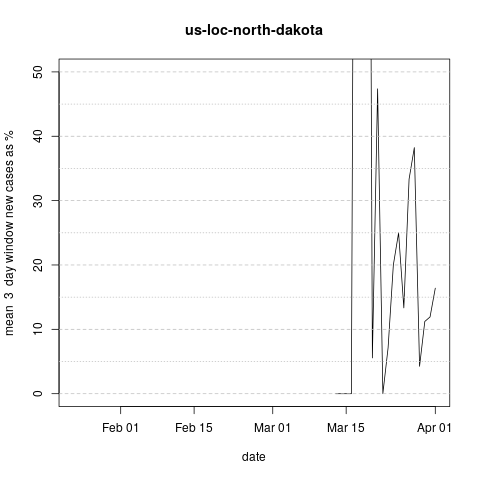 us-loc-north-dakota
mean 3 day window new cases as %
50
40
30
20
10
0
Feb 01 Feb 15 Mar 01 Mar 15 Apr 01
date